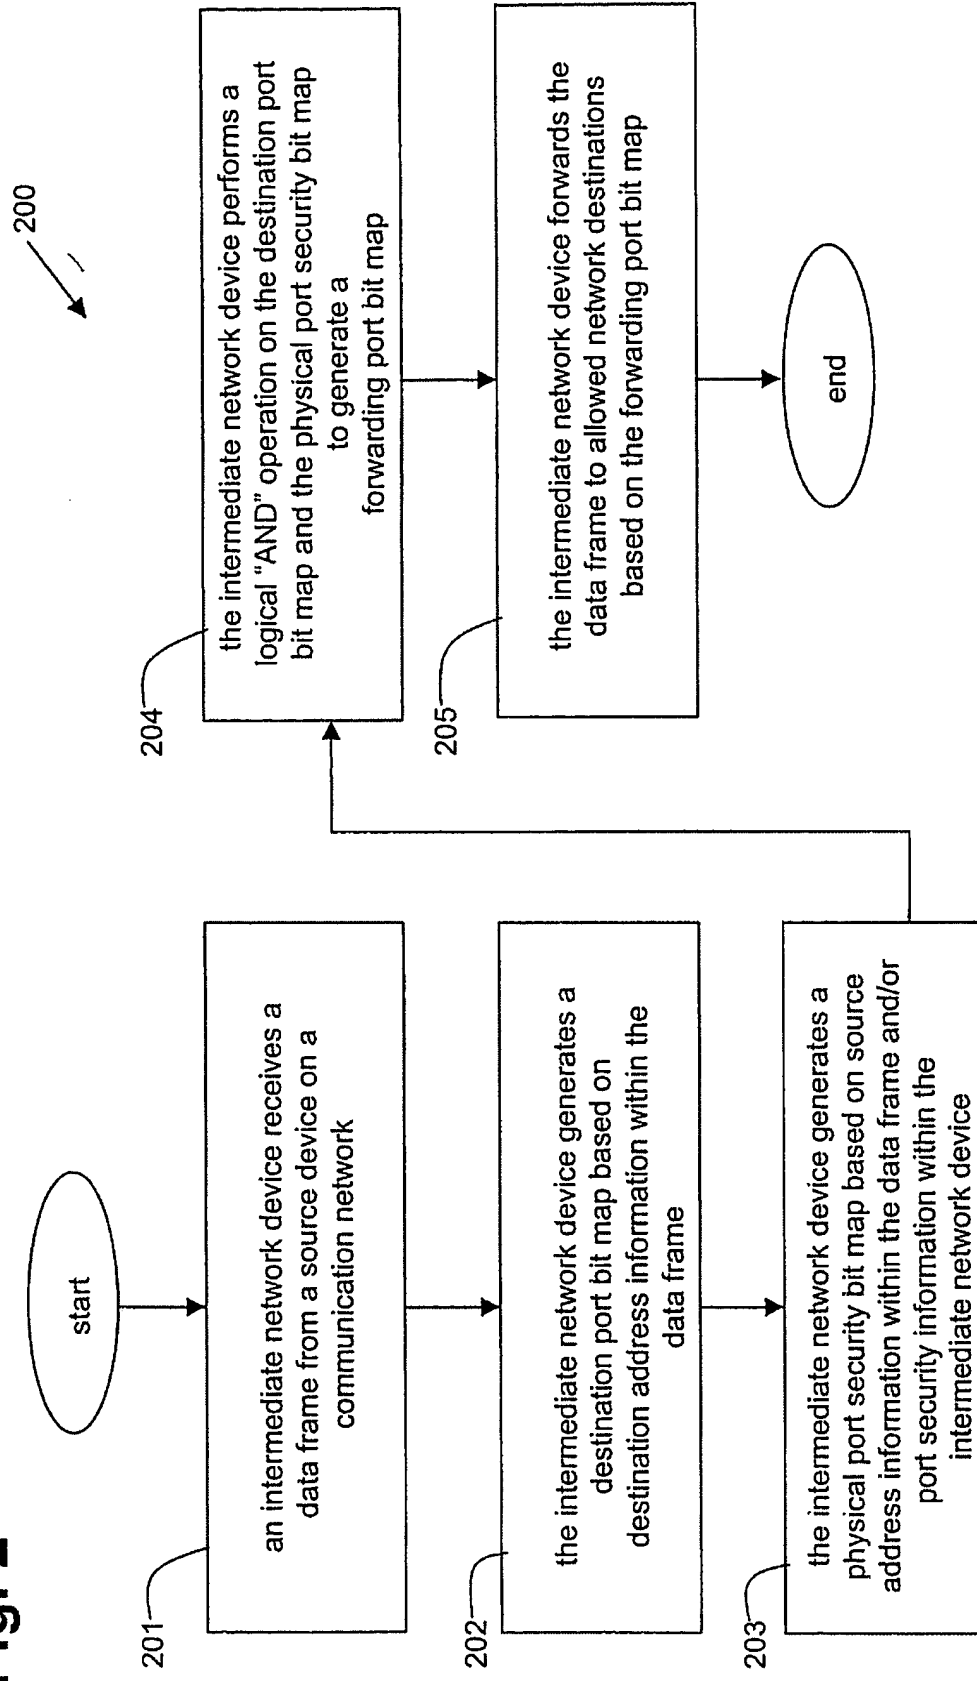 Fig. 2
200
start
201
an intermediate network device receives a
data frame from a source device on a
communication network
202
the intermediate network device generates a
destination port bit map based on
destination address information within the
data frame
203
the intermediate network device generates a
physical port security bit map based on source
address information within the data frame and/or
port security information within the
intermediate network device
204
the intermediate network device performs a
logical “AND” operation on the destination port
bit map and the physical port security bit map
to generate a
forwarding port bit map
205
the intermediate network device forwards the
data frame to allowed network destinations
based on the forwarding port bit map
end